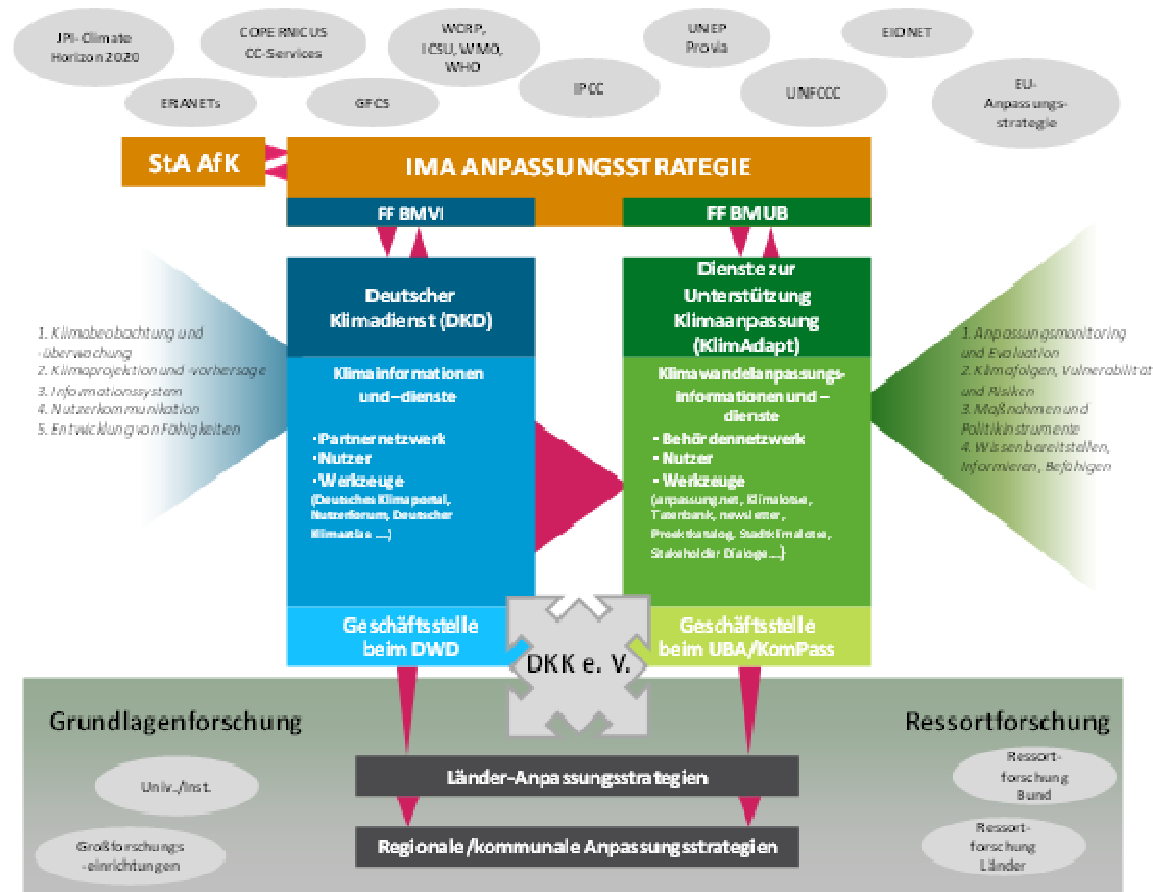 JPI-Climate
Horizon 2020
COPERNICUS
CC-Services
WCRP,
ICSU, WMO,
WHO
UNEP
Provia
EIONET
ERANETs
GFCS
IPCC
UNFCCC
EU-
Anpassungs-
strategie
StA AfK
IMA ANPASSUNGSSTRATEGIE
FF BMVI
FF BMUB
Deutscher
Klimadienst (DKD)
Dienste zur
Unterstützung
Klimaanpassung
(KlimAdapt)
1. Klimabeobachtung und
-überwachung
2. Klimaprojektion und -vorhersage
3. Informationssystem
4. Nutzerkommunikation
5. Entwicklung von Fähigkeiten
Klimainformationen
und –dienste
•Partnernetzwerk
•Nutzer
•Werkzeuge
(Deutsches Klimaportal,
Nutzerforum, Deutscher
Klimaatlas ....)
Klimawandelanpassungs-
informationen und –
dienste
- Behördennetzwerk
- Nutzer
- Werkzeuge
(anpassung.net, Klimalotse,
Tatenbank, newsletter,
Projektkatalog, Stadtklimalotse,
Stakeholder Dialoge....)
1. Anpassungsmonitoring
und Evaluation
2. Klimafolgen, Vulnerabilität
und Risiken
3. Maßnahmen und
Politikinstrumente
4. Wissen bereitstellen,
Informieren, Befähigen
Geschäftsstelle
beim DWD
DKK e. V.
Geschäftsstelle
beim UBA/KomPass
Grundlagenforschung
Ressortforschung
Univ../Inst.
Großforschungs
-einrichtungen
Länder-Anpassungsstrategien
Regionale/kommunale Anpassungsstrategien
Ressort-
forschung
Bund
Ressort-
forschung
Länder